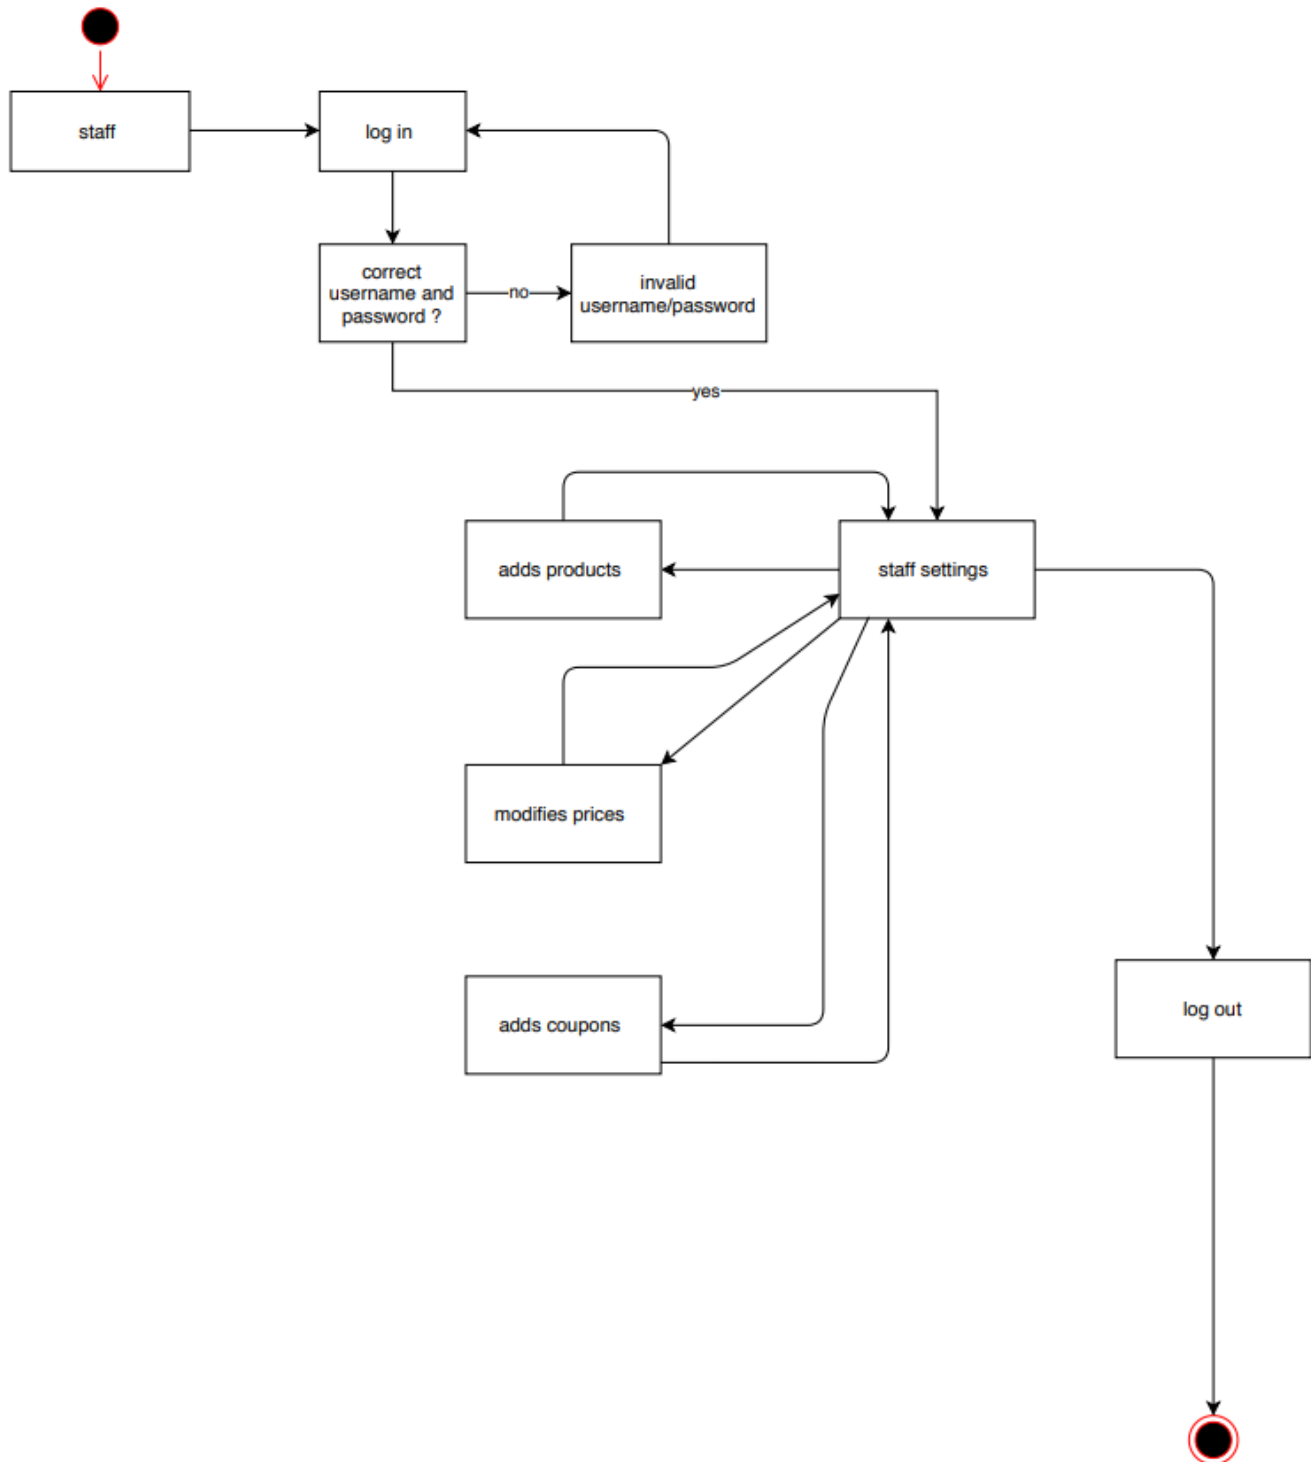 staff
log in
correct
username and
password ?
no
invalid
username/password
yes
adds products
staff settings
modifies prices
adds coupons
log out